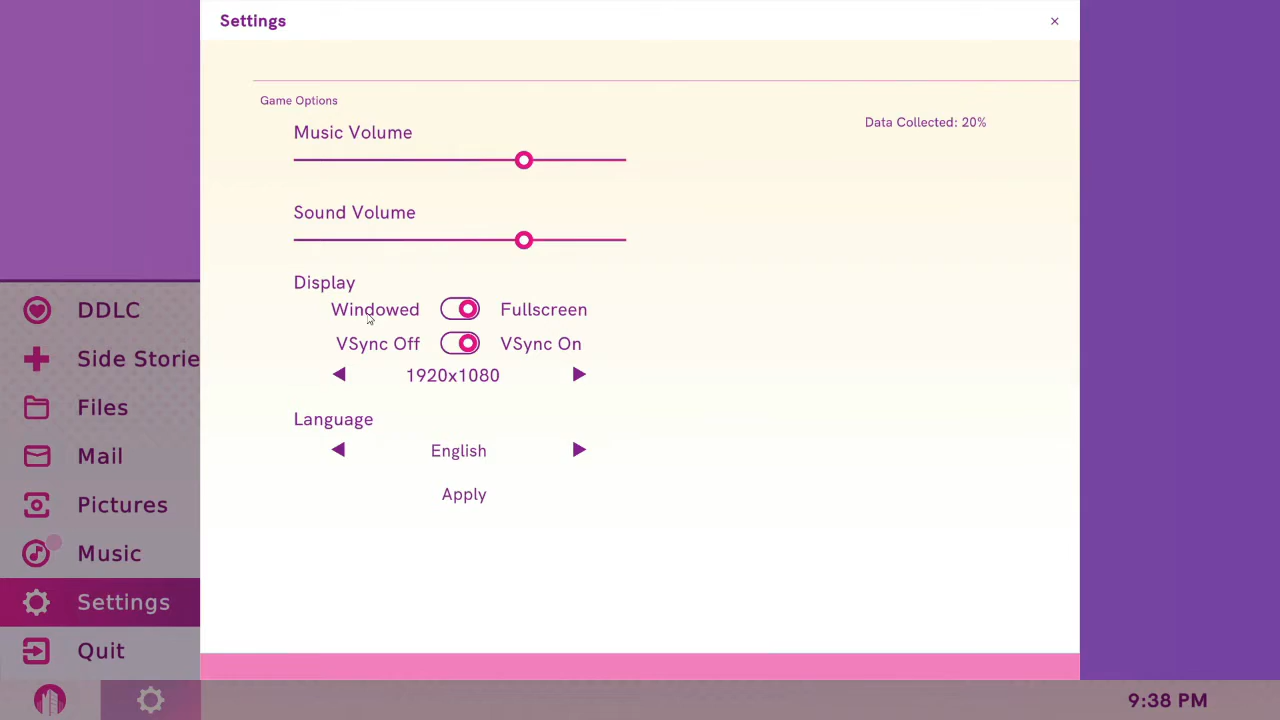 Settings
×
Game Options
Data Collected: 20%
Music Volume
Sound Volume
Display
Windowed Fullscreen
VSync Off VSync On
1920x1080
Language
English
Apply
DDLC
Side Storie
Files
Mail
Pictures
Music
Settings
Quit
9:38 PM